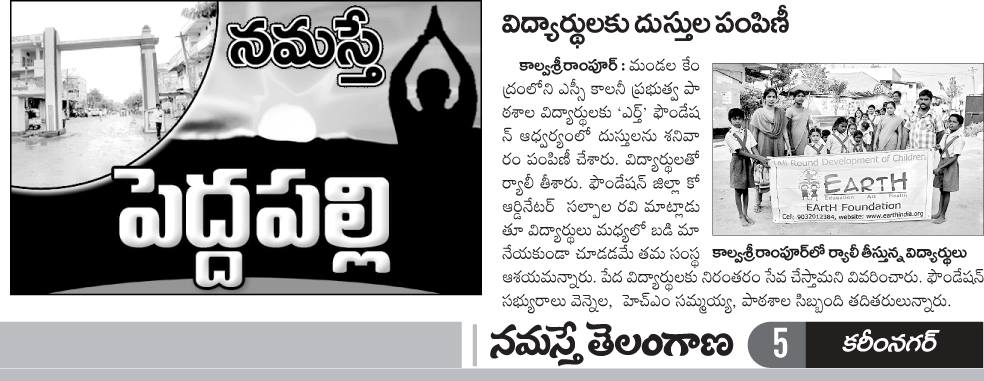 నమస్తే
పెద్దపల్లి
విద్యార్థులకు దుస్తుల పంపిణీ
కాల్వశ్రీరాంపూర్ : మండల కేం
ద్రంలోని ఎస్సీ కాలనీ ప్రభుత్వ పా
ఠశాల విద్యార్థులకు ‘ఎర్త్’ ఫౌండేష
న్ ఆధ్వర్యంలో దుస్తులను శనివా
రం పంపిణీ చేశారు. విద్యార్థులతో
ర్యాలీ తీశారు. ఫౌండేషన్ జిల్లా కో
ఆర్డినేటర్ సల్పాల రవి మాట్లాడు
తూ విద్యార్థులు మధ్యలో బడి మా
నేయకుండా చూడడమే తమ సంస్థ
ఆశయమన్నారు. పేద విద్యార్థులకు నిరంతరం సేవ చేస్తామని వివరించారు. ఫౌండేషన్
సభ్యురాలు వెన్నెల, హెచ్ఎం సమ్మయ్య, పాఠశాల సిబ్బంది తదితరులున్నారు.
All Round Development of Children
EARTH
Education Art Health
EArtH Foundation
Cell: 9032012384, website: www.earthindia.org
కాల్వశ్రీరాంపూర్‌లో ర్యాలీ తీస్తున్న విద్యార్థులు
నమస్తే తెలంగాణ 5 కరీంనగర్